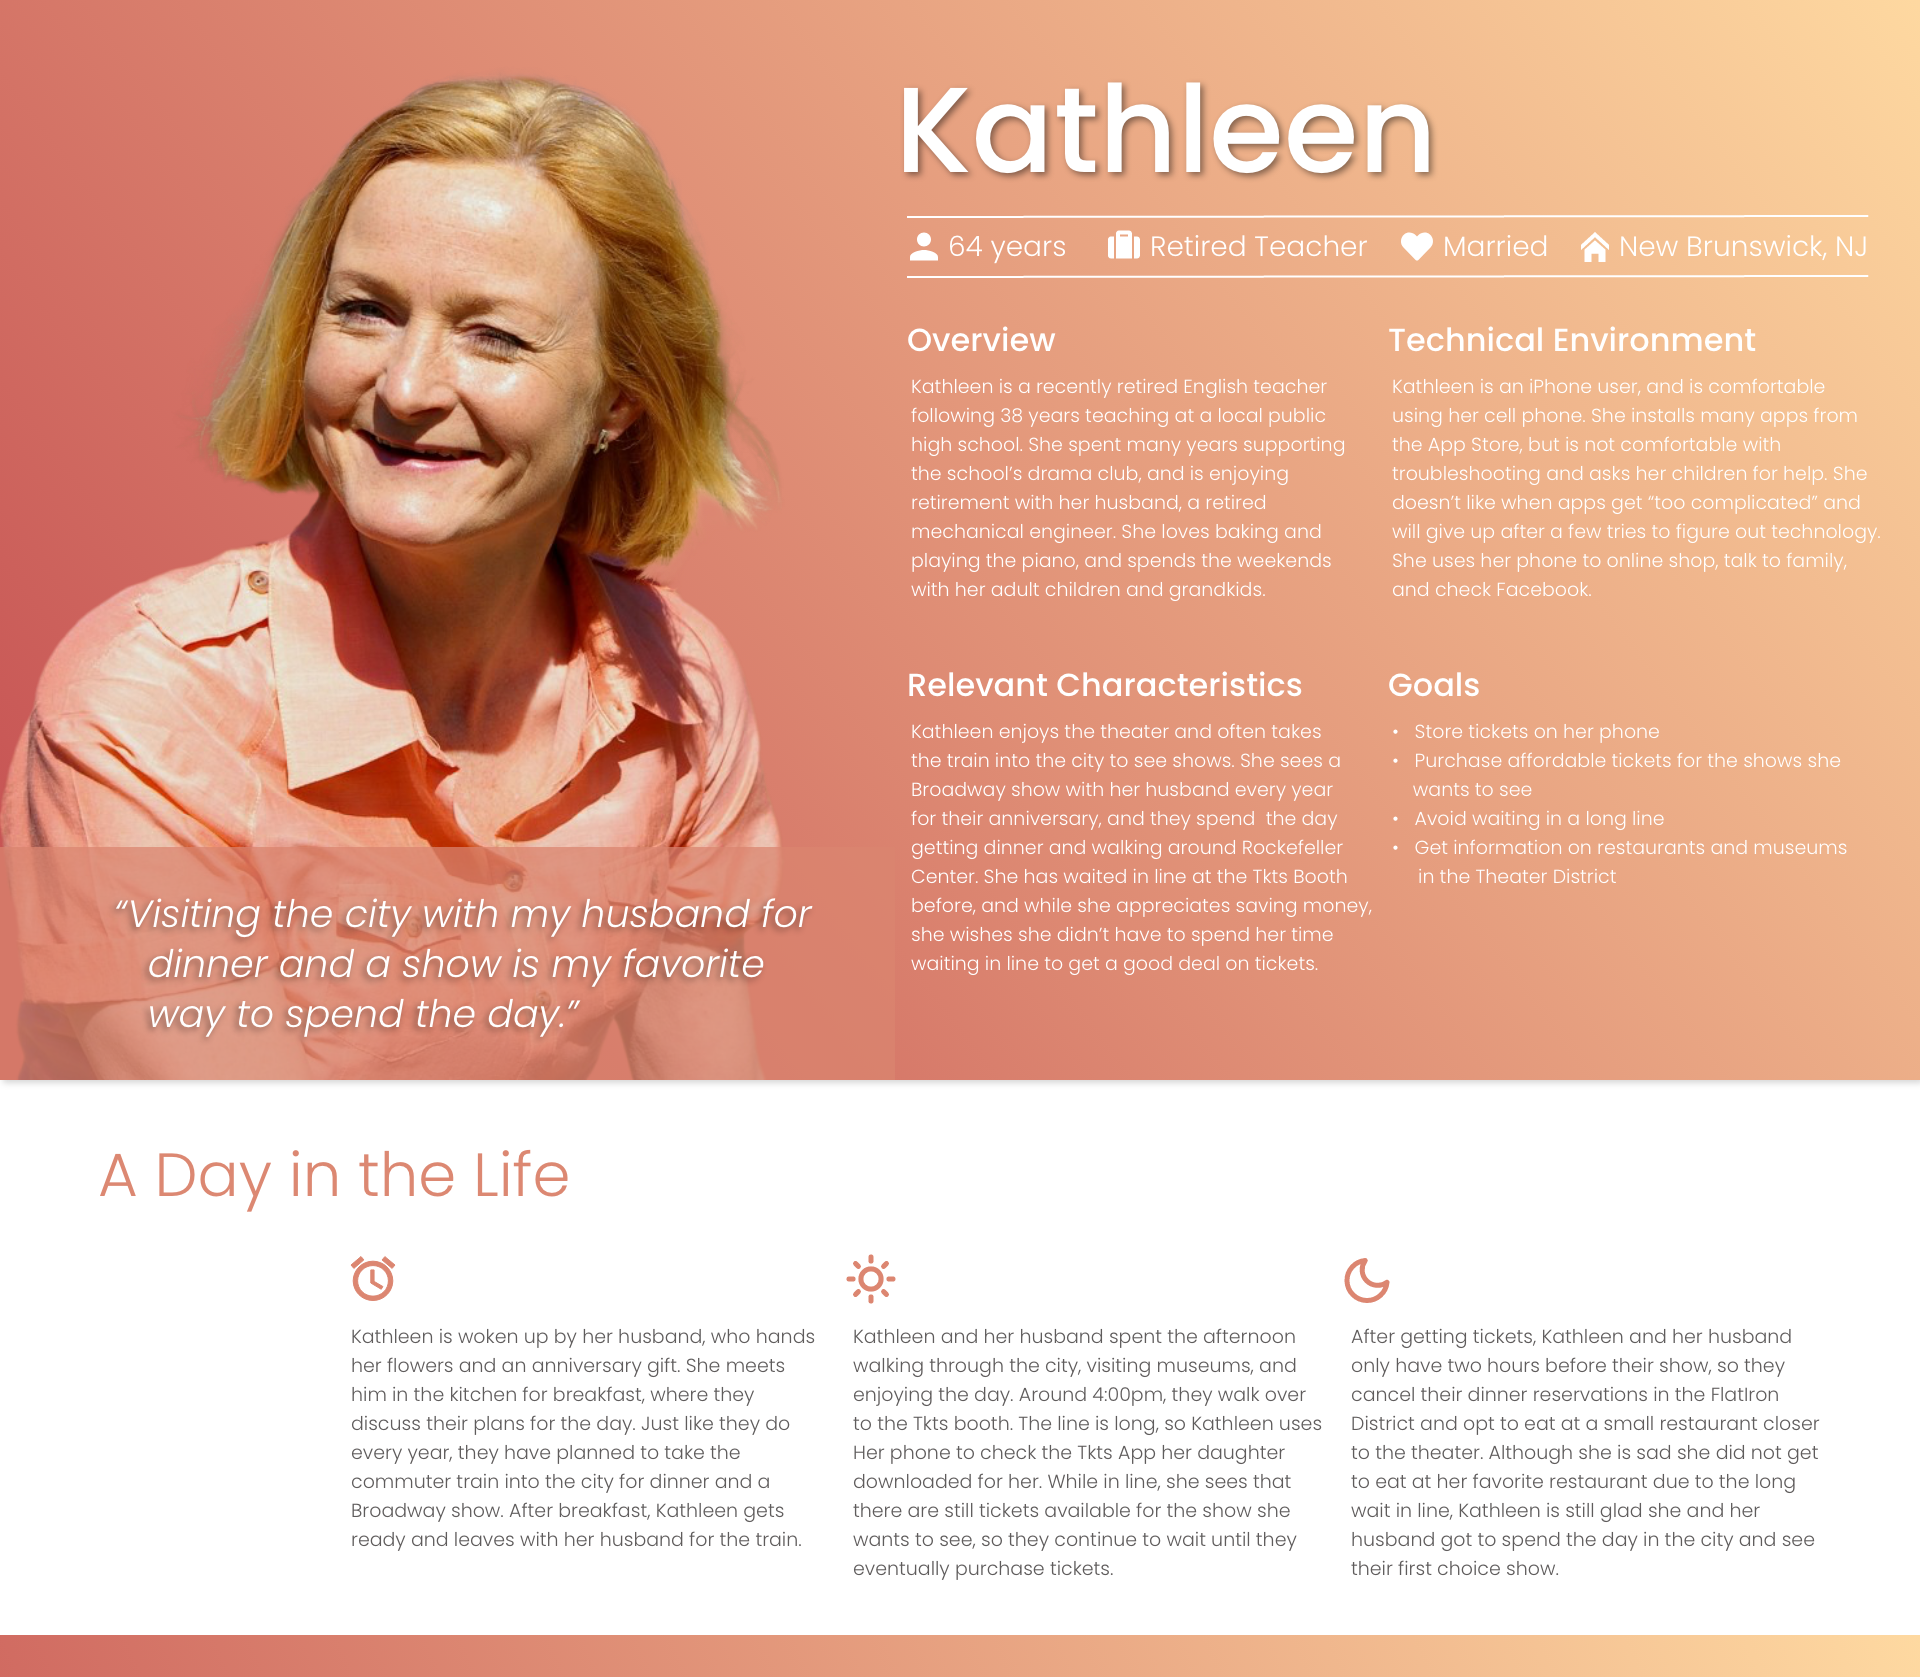 Kathleen
64 years Retired Teacher Married New Brunswick, NJ
Overview
Kathleen is a recently retired English teacher
following 38 years teaching at a local public
high school. She spent many years supporting
the school's drama club, and is enjoying
retirement with her husband, a retired
mechanical engineer. She loves baking and
playing the piano, and spends the weekends
with her adult children and grandkids.
Technical Environment
Kathleen is an iPhone user, and is comfortable
using her cell phone. She installs many apps from
the App Store, but is not comfortable with
troubleshooting and asks her children for help. She
doesn't like when apps get “too complicated” and
will give up after a few tries to figure out technology.
She uses her phone to online shop, talk to family,
and check Facebook.
Relevant Characteristics
Kathleen enjoys the theater and often takes
the train into the city to see shows. She sees a
Broadway show with her husband every year
for their anniversary, and they spend  the day
getting dinner and walking around Rockefeller
Center. She has waited in line at the Tkts Booth
before, and while she appreciates saving money,
she wishes she didn't have to spend her time
waiting in line to get a good deal on tickets.
Goals
• Store tickets on her phone
• Purchase affordable tickets for the shows she
wants to see
• Avoid waiting in a long line
• Get information on restaurants and museums
in the Theater District
“Visiting the city with my husband for
dinner and a show is my favorite
way to spend the day.”
A Day in the Life
Kathleen is woken up by her husband, who hands
her flowers and an anniversary gift. She meets
him in the kitchen for breakfast, where they
discuss their plans for the day. Just like they do
every year, they have planned to take the
commuter train into the city for dinner and a
Broadway show. After breakfast, Kathleen gets
ready and leaves with her husband for the train.
Kathleen and her husband spent the afternoon
walking through the city, visiting museums, and
enjoying the day. Around 4:00pm, they walk over
to the Tkts booth. The line is long, so Kathleen uses
Her phone to check the Tkts App her daughter
downloaded for her. While in line, she sees that
there are still tickets available for the show she
wants to see, so they continue to wait until they
eventually purchase tickets.
After getting tickets, Kathleen and her husband
only have two hours before their show, so they
cancel their dinner reservations in the FlatIron
District and opt to eat at a small restaurant closer
to the theater. Although she is sad she did not get
to eat at her favorite restaurant due to the long
wait in line, Kathleen is still glad she and her
husband got to spend the day in the city and see
their first choice show.